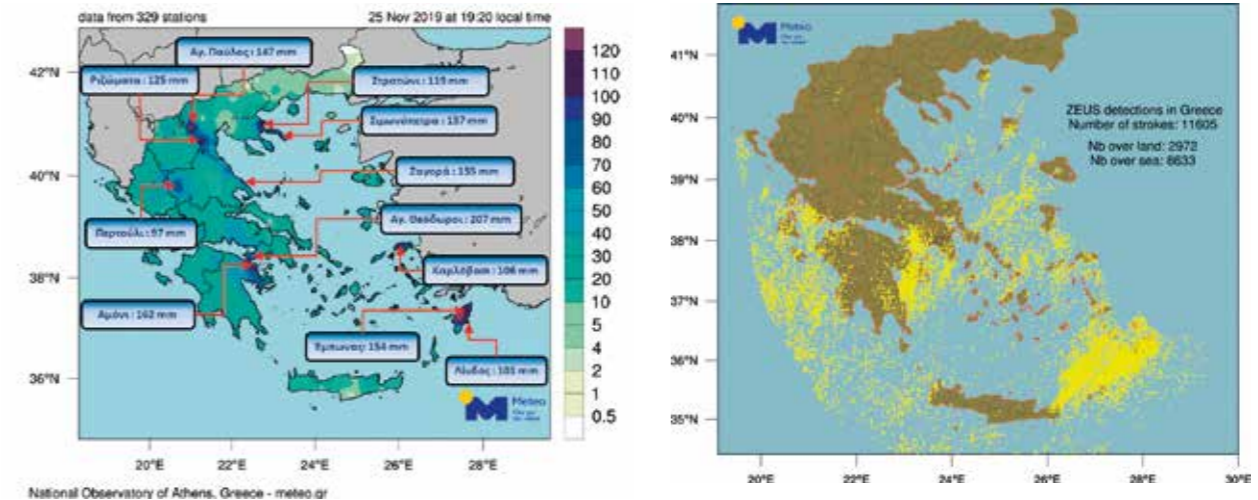 data from 329 stations
25 Nov 2019 at 19:20 local time
Αγ. Παύλος : 147 mm
Ριζώματα : 125 mm
Στρατώνι : 119 mm
Σιμωνόπετρα : 137 mm
Ζαγορά : 155 mm
Αγ. Θεόδωροι : 207 mm
Περτούλι : 97 mm
Καρλόβασι : 106 mm
Αμόνι : 162 mm
Έμπωνας : 154 mm
Λίνδος : 101 mm
42°N
40°N
38°N
36°N
20°E
22°E
24°E
26°E
28°E
120
110
100
90
80
70
60
50
40
30
20
10
5
4
2
1
0.5
Meteo
National Observatory of Athens, Greece - meteo.gr
Meteo
ZEUS detections in Greece
Number of strokes: 11605
Nb over land: 2972
Nb over sea: 8633
41°N
40°N
39°N
38°N
37°N
36°N
35°N
20°E
22°E
24°E
26°E
28°E
30°E